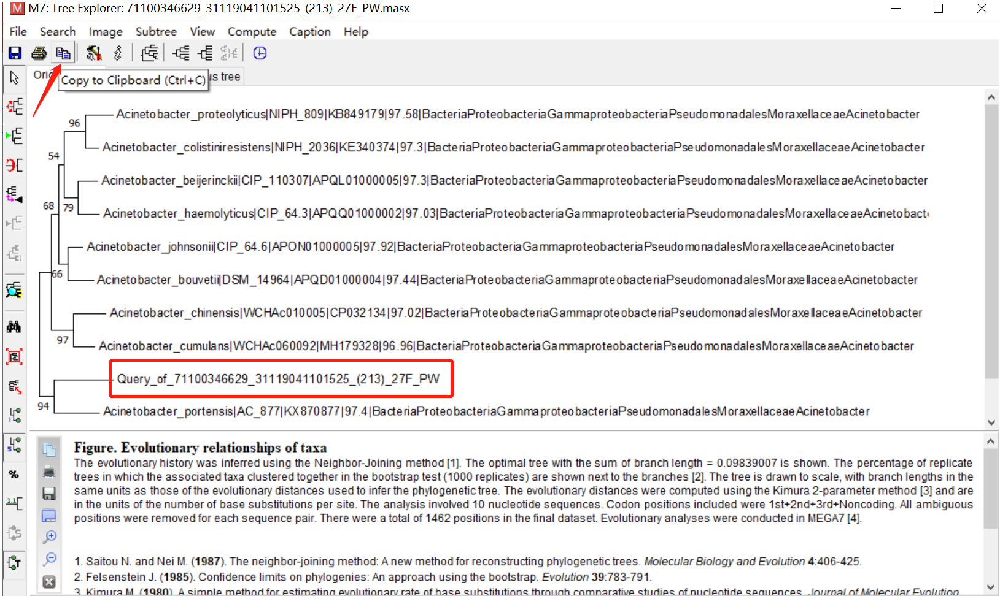 M7: Tree Explorer: 71100346629_31119041101525_(213)_27F_PW.masx
File Search Image Subtree View Compute Caption Help
Copy to Clipboard (Ctrl+C)
tree
96
Acinetobacter_proteolyticus|NIPH_809|KB849179|97.58|BacteriaProteobacteriaGammaproteobacteriaPseudomonadalesMoraxellaceaeAcinetobacter
Acinetobacter_colistiniresistens|NIPH_2036|KE340374|97.3|BacteriaProteobacteriaGammaproteobacteriaPseudomonadalesMoraxellaceaeAcinetobacter
54
Acinetobacter_beijerinckii|CIP_110307|APQL01000005|97.3|BacteriaProteobacteriaGammaproteobacteriaPseudomonadalesMoraxellaceaeAcinetobacter
68
79
Acinetobacter_haemolyticus|CIP_64.3|APQQ01000002|97.03|BacteriaProteobacteriaGammaproteobacteriaPseudomonadalesMoraxellaceaeAcinetobact
Acinetobacter_johnsonii|CIP_64.6|APON01000005|97.92|BacteriaProteobacteriaGammaproteobacteriaPseudomonadalesMoraxellaceaeAcinetobacter
66
Acinetobacter_bouvetii|DSM_14964|APQD01000004|97.44|BacteriaProteobacteriaGammaproteobacteriaPseudomonadalesMoraxellaceaeAcinetobacter
Acinetobacter_chinensis|WCHAc010005|CP032134|97.02|BacteriaProteobacteriaGammaproteobacteriaPseudomonadalesMoraxellaceaeAcinetobacter
97
Acinetobacter_cumulans|WCHAc060092|MH179328|96.96|BacteriaProteobacteriaGammaproteobacteriaPseudomonadalesMoraxellaceaeAcinetobacter
Query_of_71100346629_31119041101525_(213)_27F_PW
94
Acinetobacter_portensis|AC_877|KX870877|97.4|BacteriaProteobacteriaGammaproteobacteriaPseudomonadalesMoraxellaceaeAcinetobacter
Figure. Evolutionary relationships of taxa
The evolutionary history was inferred using the Neighbor-Joining method [1]. The optimal tree with the sum of branch length = 0.09839007 is shown. The percentage of replicate
trees in which the associated taxa clustered together in the bootstrap test (1000 replicates) are shown next to the branches [2]. The tree is drawn to scale, with branch lengths in the
same units as those of the evolutionary distances used to infer the phylogenetic tree. The evolutionary distances were computed using the Kimura 2-parameter method [3] and are
in the units of the number of base substitutions per site. The analysis involved 10 nucleotide sequences. Codon positions included were 1st+2nd+3rd+Noncoding. All ambiguous
positions were removed for each sequence pair. There were a total of 1462 positions in the final dataset. Evolutionary analyses were conducted in MEGA7 [4].
1. Saitou N. and Nei M. (1987). The neighbor-joining method: A new method for reconstructing phylogenetic trees. Molecular Biology and Evolution 4:406-425.
2. Felsenstein J. (1985). Confidence limits on phylogenies: An approach using the bootstrap. Evolution 39:783-791.
3. Kimura M. (1980). A simple method for estimating evolutionary rate of base substitutions through comparative studies of nucleotide sequences. Journal of Molecular Evolution